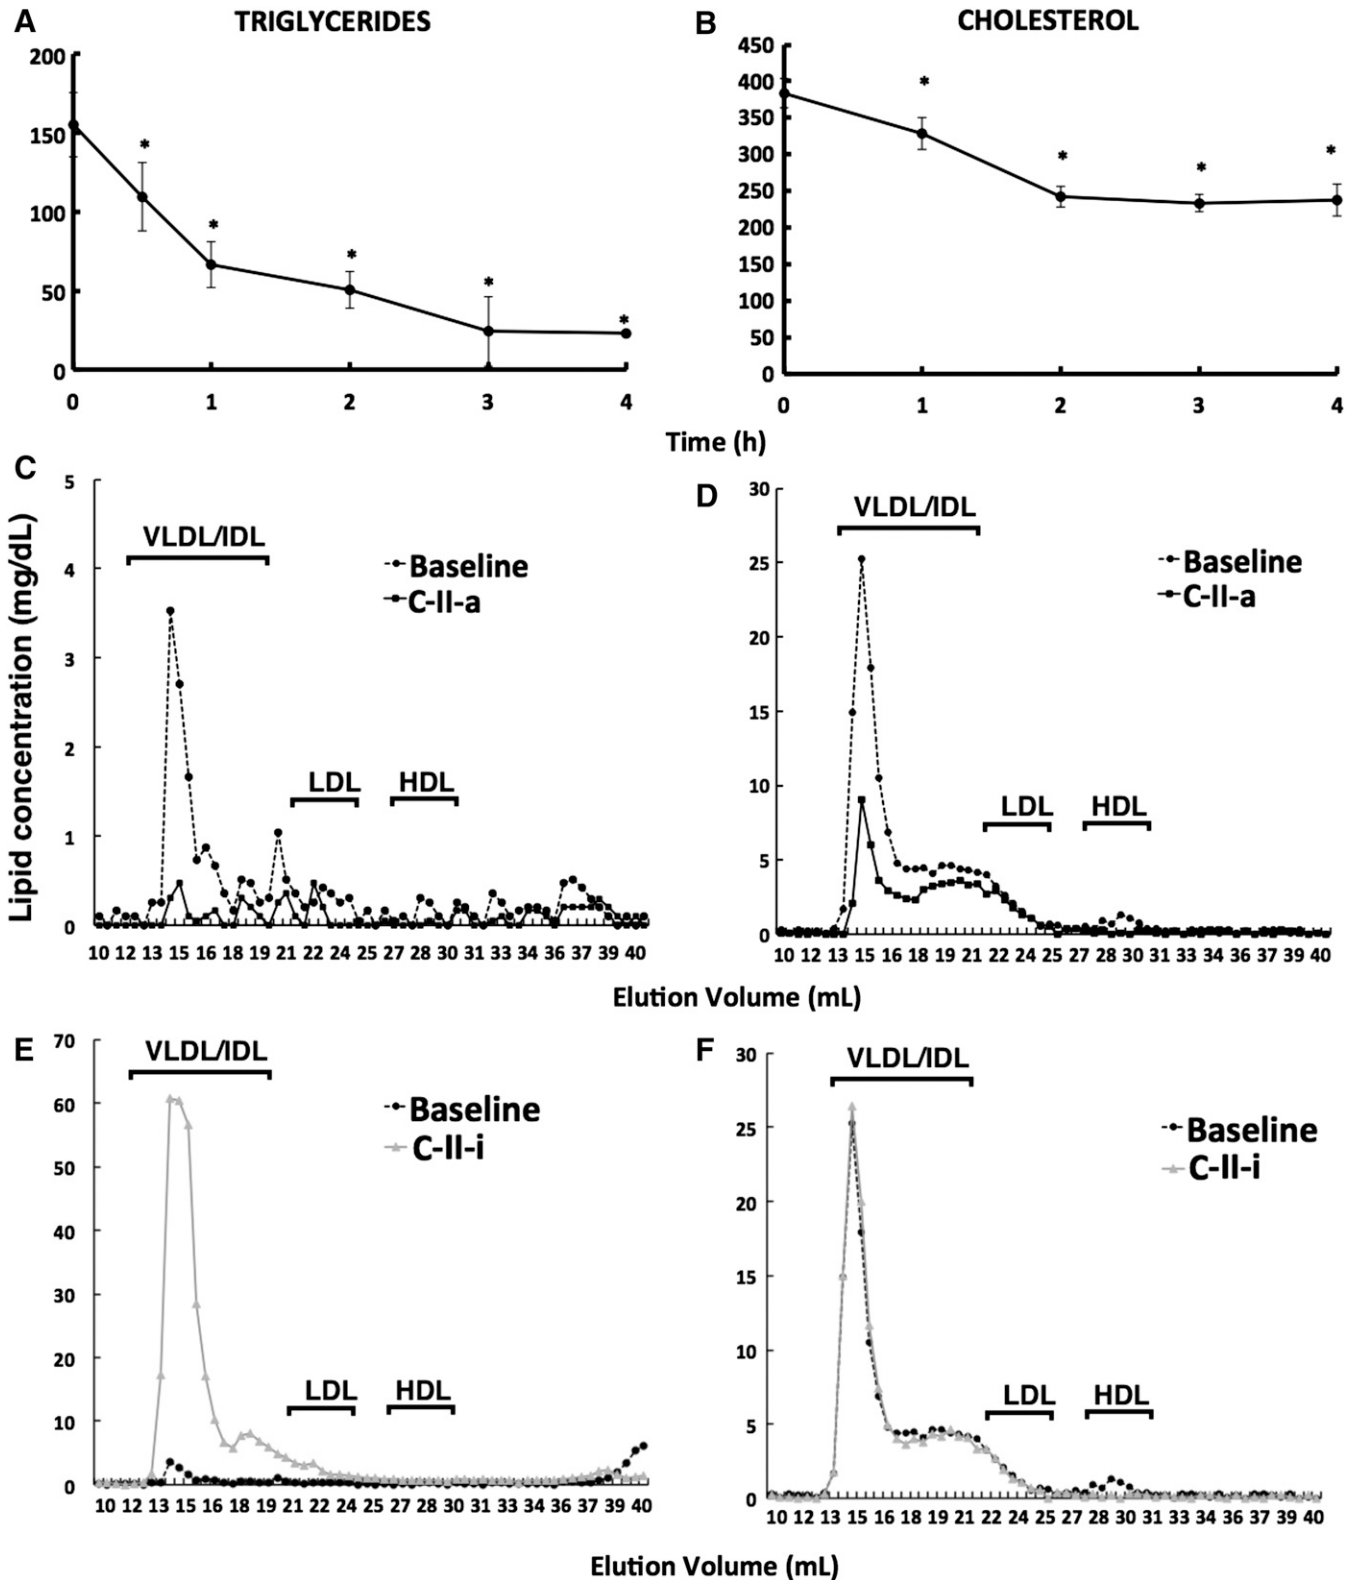 A TRIGLYCERIDES
B CHOLESTEROL
200
150
100
50
0
0 1 2 3 4
* * * * *
450
400
350
300
250
200
150
100
50
0
0 1 2 3 4
* * * *
Time (h)
Lipid concentration (mg/dL)
C
5
4
3
2
1
0
VLDL/IDL
LDL HDL
Baseline
C-II-a
10 12 13 15 16 18 19 21 22 24 25 27 28 30 31 33 34 36 37 39 40
D
30
25
20
15
10
5
0
VLDL/IDL
LDL HDL
Baseline
C-II-a
10 12 13 15 16 18 19 21 22 24 25 27 28 30 31 33 34 36 37 39 40
Elution Volume (mL)
E
70
60
50
40
30
20
10
0
VLDL/IDL
LDL HDL
Baseline
C-II-i
10 12 13 15 16 18 19 21 22 24 25 27 28 30 31 33 34 36 37 39 40
F
30
25
20
15
10
5
0
VLDL/IDL
LDL HDL
Baseline
C-II-i
10 12 13 15 16 18 19 21 22 24 25 27 28 30 31 33 34 36 37 39 40
Elution Volume (mL)